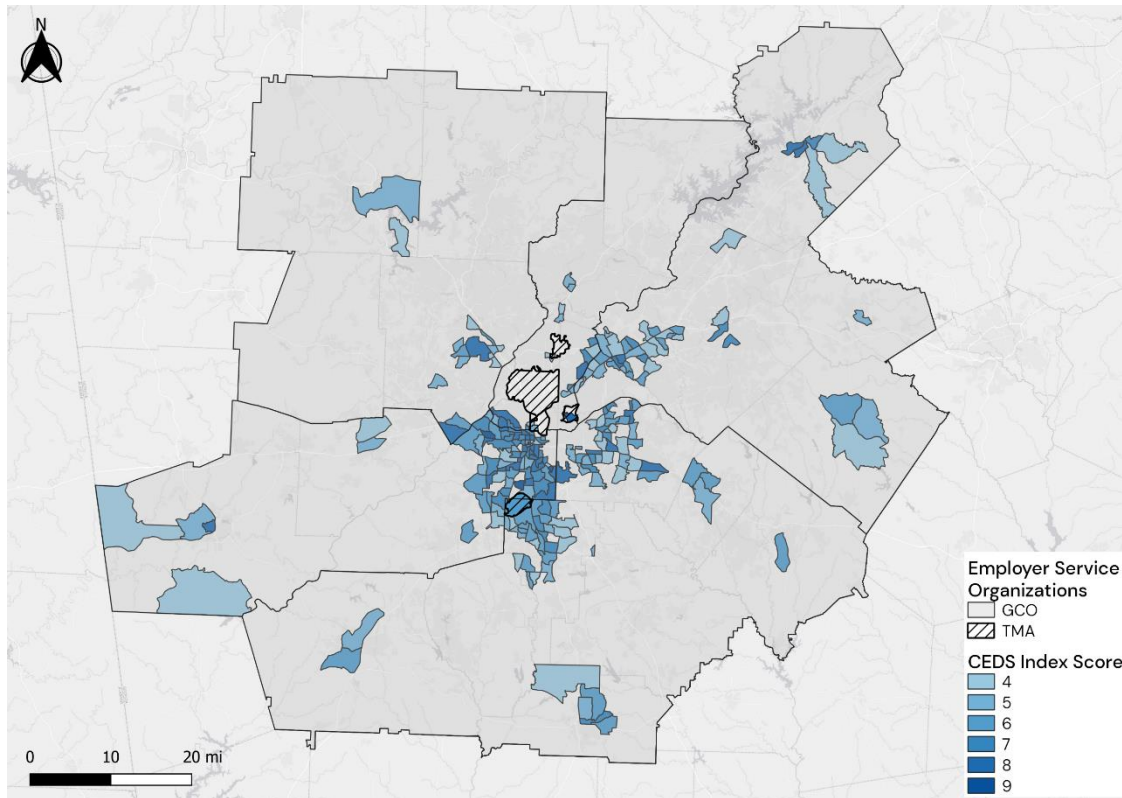 N
Employer Service
Organizations
GCO
TMA
CEDS Index Score
4
5
6
7
8
9
0 10 20 mi